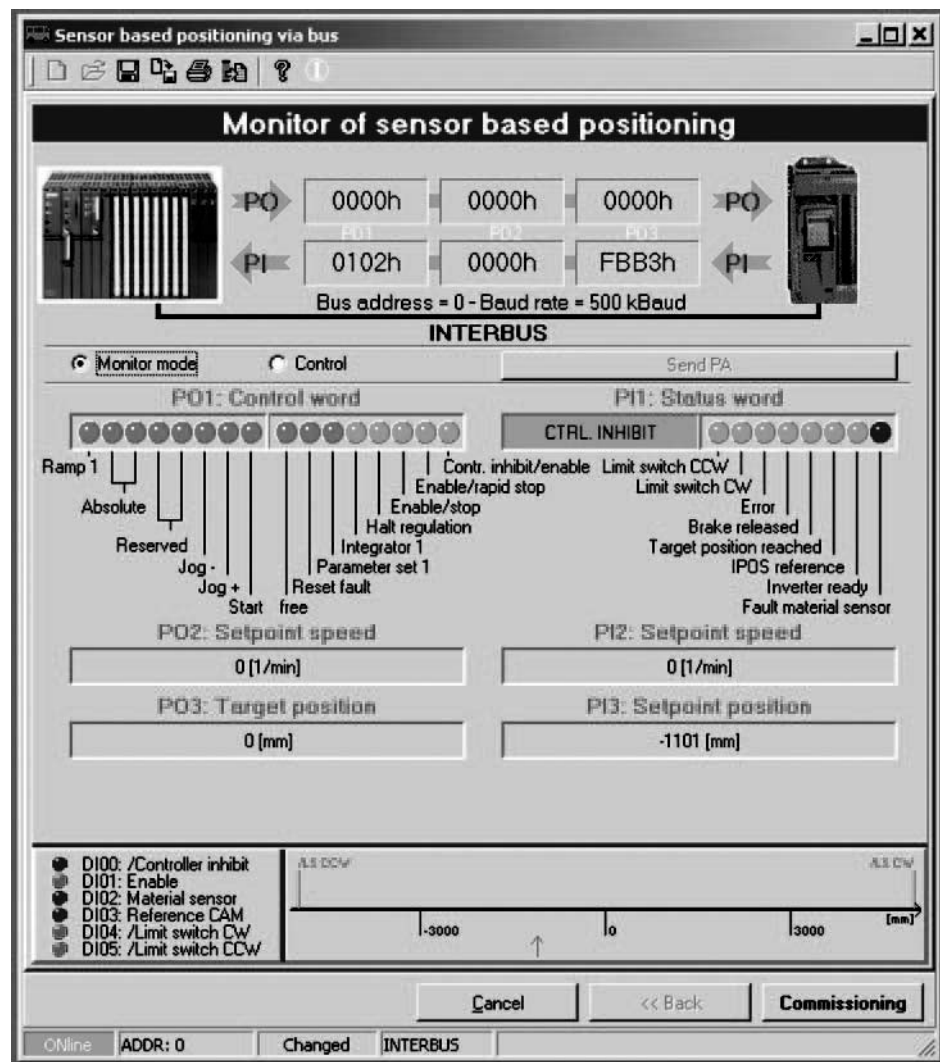 Sensor based positioning via bus
Monitor of sensor based positioning
PO 0000h 0000h 0000h PO
PO1 PO2 PO3
PI 0102h 0000h FBB3h PI
Bus address = 0 - Baud rate = 500 kBaud
INTERBUS
Monitor mode Control Send PA
PO1: Control word PI1: Status word
CTRL. INHIBIT
Ramp 1 Contr. inhibit/enable Limit switch CCW
Enable/rapid stop Limit switch CW
Absolute Enable/stop Error
Halt regulation Brake released
Reserved Integrator 1 Target position reached
Jog - Parameter set 1 IPOS reference
Jog + Reset fault Inverter ready
Start free Fault material sensor
PO2: Setpoint speed PI2: Setpoint speed
0 [1/min] 0 [1/min]
PO3: Target position PI3: Setpoint position
0 [mm] -1101 [mm]
DI00: /Controller inhibit
DI01: Enable
DI02: Material sensor
DI03: Reference CAM
DI04: /Limit switch CW
DI05: /Limit switch CCW
/LS CCW /LS CW
-3000 0 3000 [mm]
Cancel << Back Commissioning
ONline ADDR: 0 Changed INTERBUS